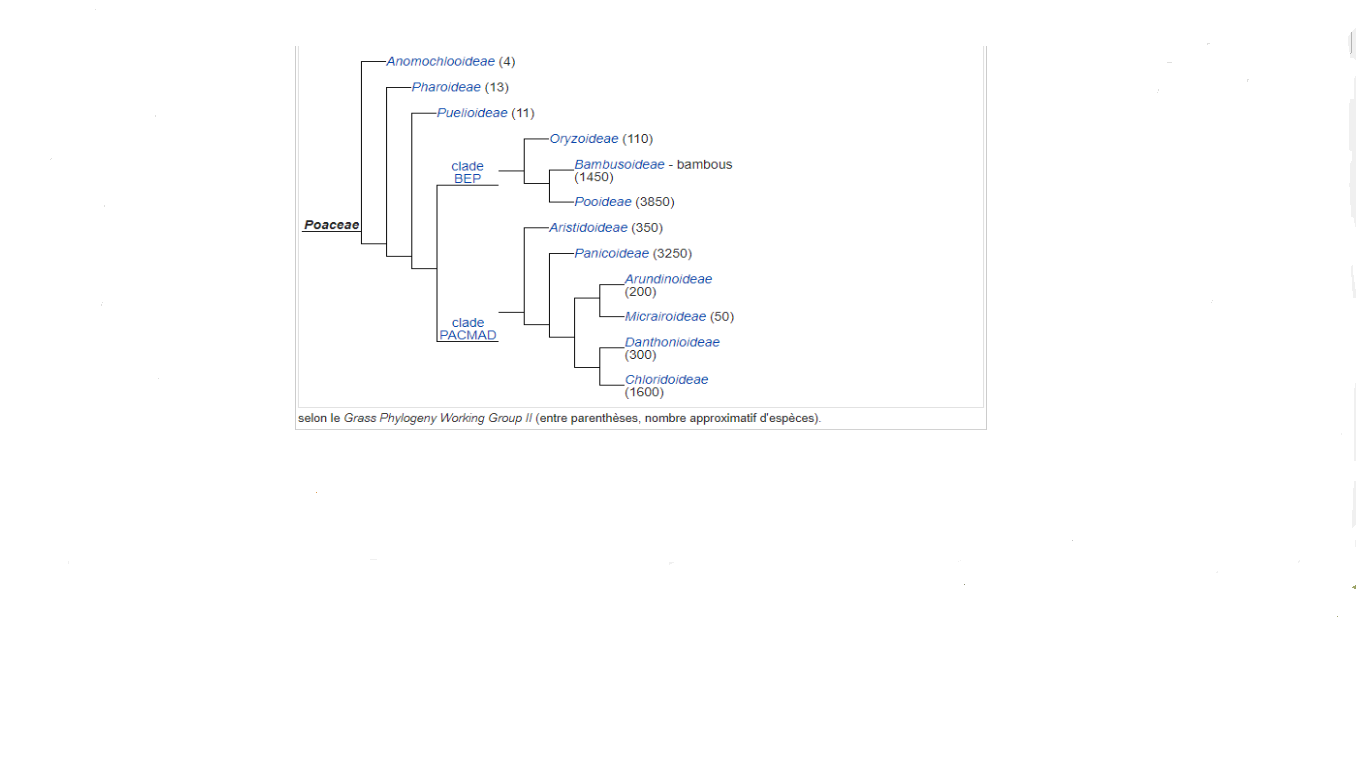 Anomochlooideae (4)
Pharoideae (13)
Puelioideae (11)
Oryzoideae (110)
clade
BEP
Bambusoideae - bambous
(1450)
Pooideae (3850)
Poaceae
Aristidoideae (350)
Panicoideae (3250)
Arundinoideae
(200)
clade
PACMAD
Micrairoideae (50)
Danthonioideae
(300)
Chloridoideae
(1600)
selon le Grass Phylogeny Working Group II (entre parenthèses, nombre approximatif d'espèces).